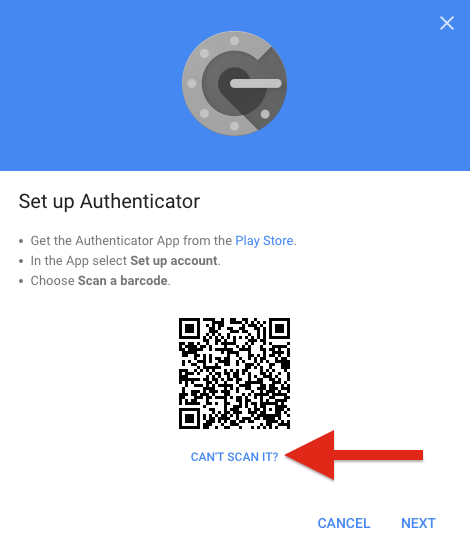 Set up Authenticator
Get the Authenticator App from the Play Store.
In the App select Set up account.
Choose Scan a barcode.
CAN'T SCAN IT?
CANCEL NEXT